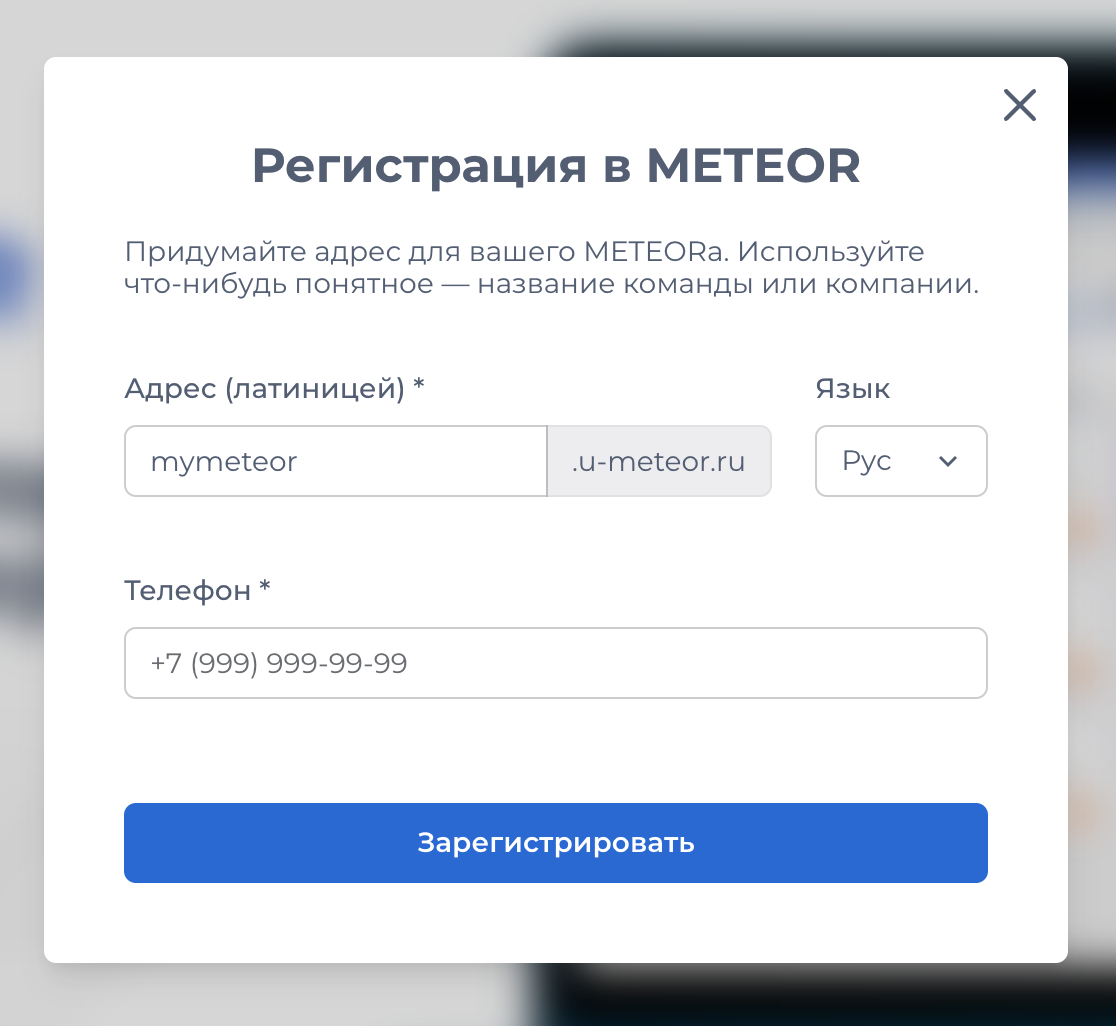 Регистрация в METEOR
Придумайте адрес для вашего METEORа. Используйте
что-нибудь понятное — название команды или компании.
Адрес (латиницей) *
Язык
mymeteor
.u-meteor.ru
Рус
Телефон *
+7 (999) 999-99-99
Зарегистрировать